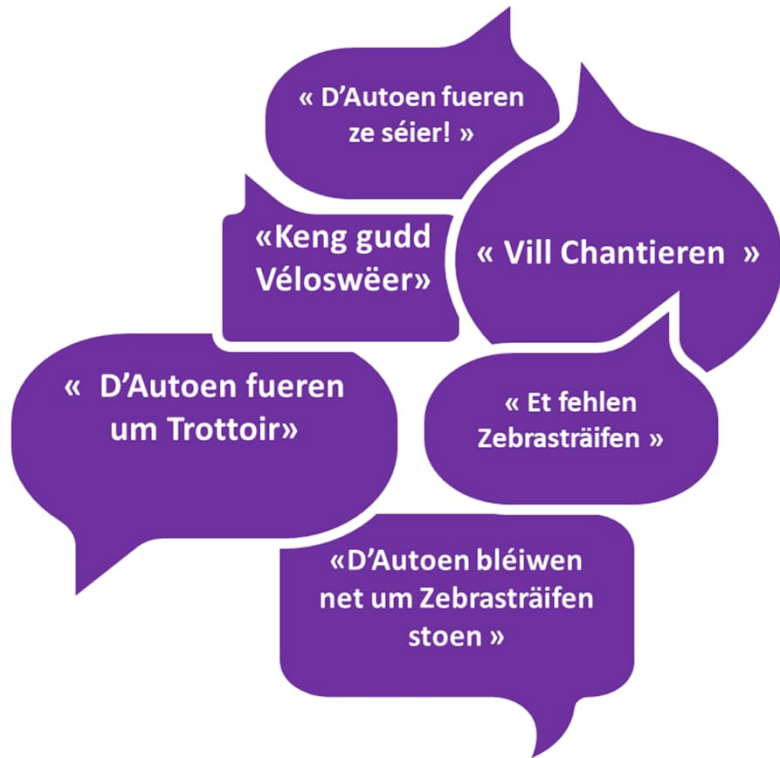 « D'Autoen fueren
ze séier! »
«Keng gudd
Véloswëer»
« Vill Chantieren »
« D'Autoen fueren
um Trottoir»
« Et fehlen
Zebrasträifen »
«D'Autoen bléiwen
net um Zebrasträifen
stoen »